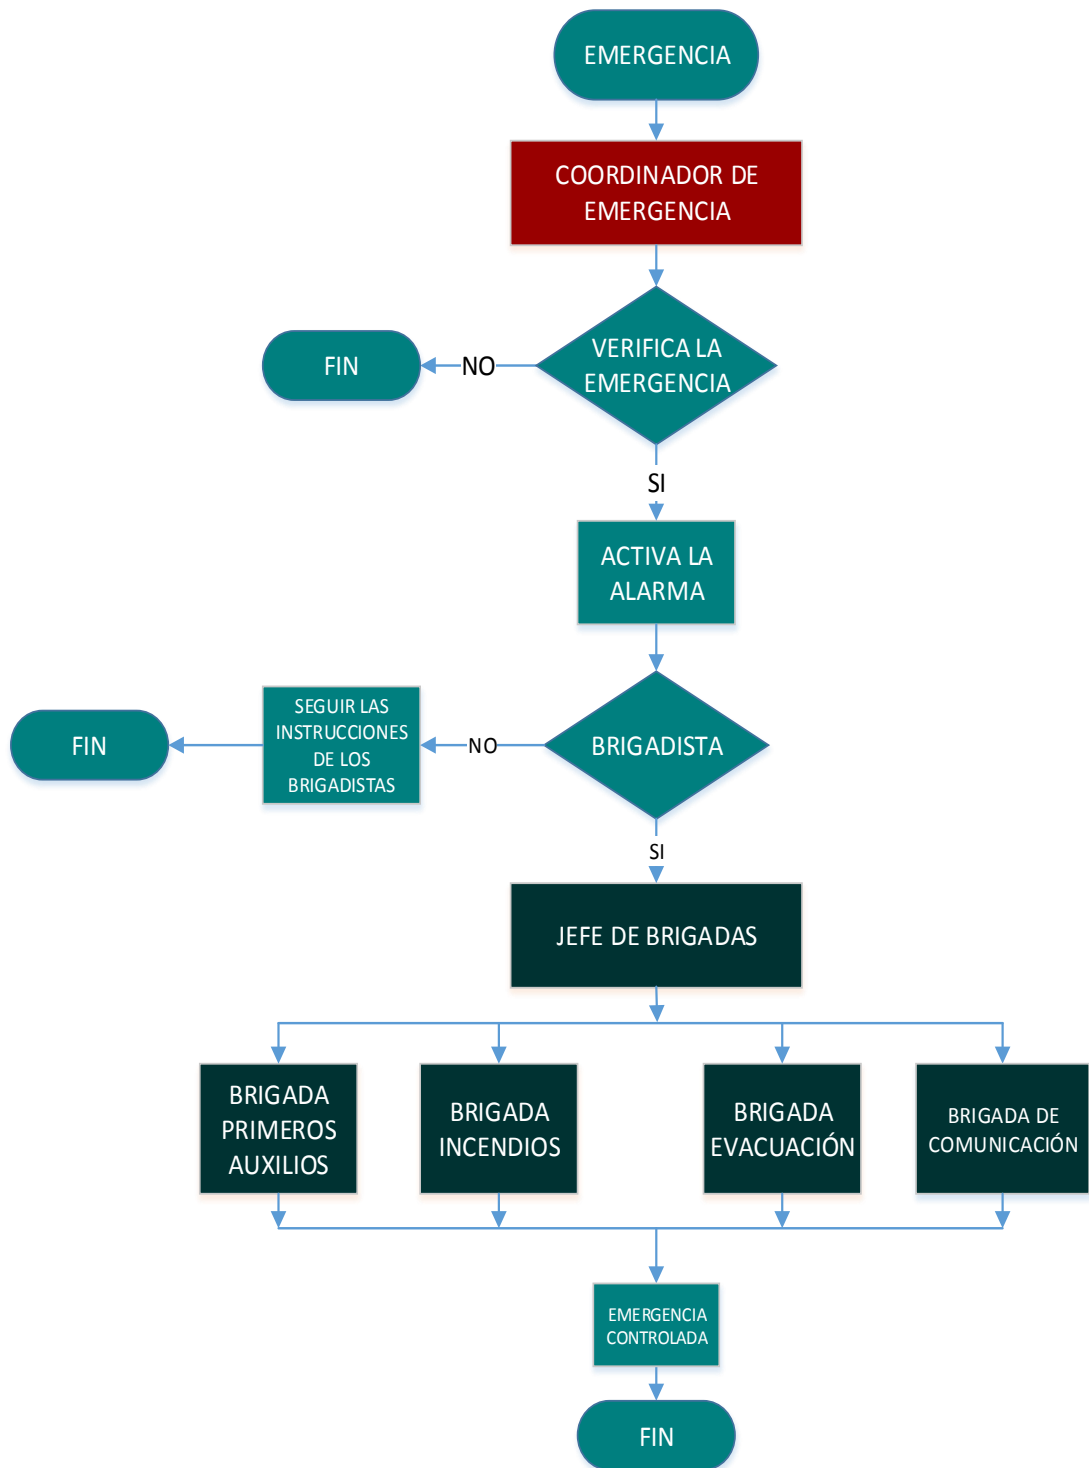 EMERGENCIA
COORDINADOR DE
EMERGENCIA
VERIFICA LA
EMERGENCIA
NO
FIN
SI
ACTIVA LA
ALARMA
BRIGADISTA
NO
SEGUIR LAS
INSTRUCCIONES
DE LOS
BRIGADISTAS
FIN
SI
JEFE DE BRIGADAS
BRIGADA
PRIMEROS
AUXILIOS
BRIGADA
INCENDIOS
BRIGADA
EVACUACIÓN
BRIGADA DE
COMUNICACIÓN
EMERGENCIA
CONTROLADA
FIN